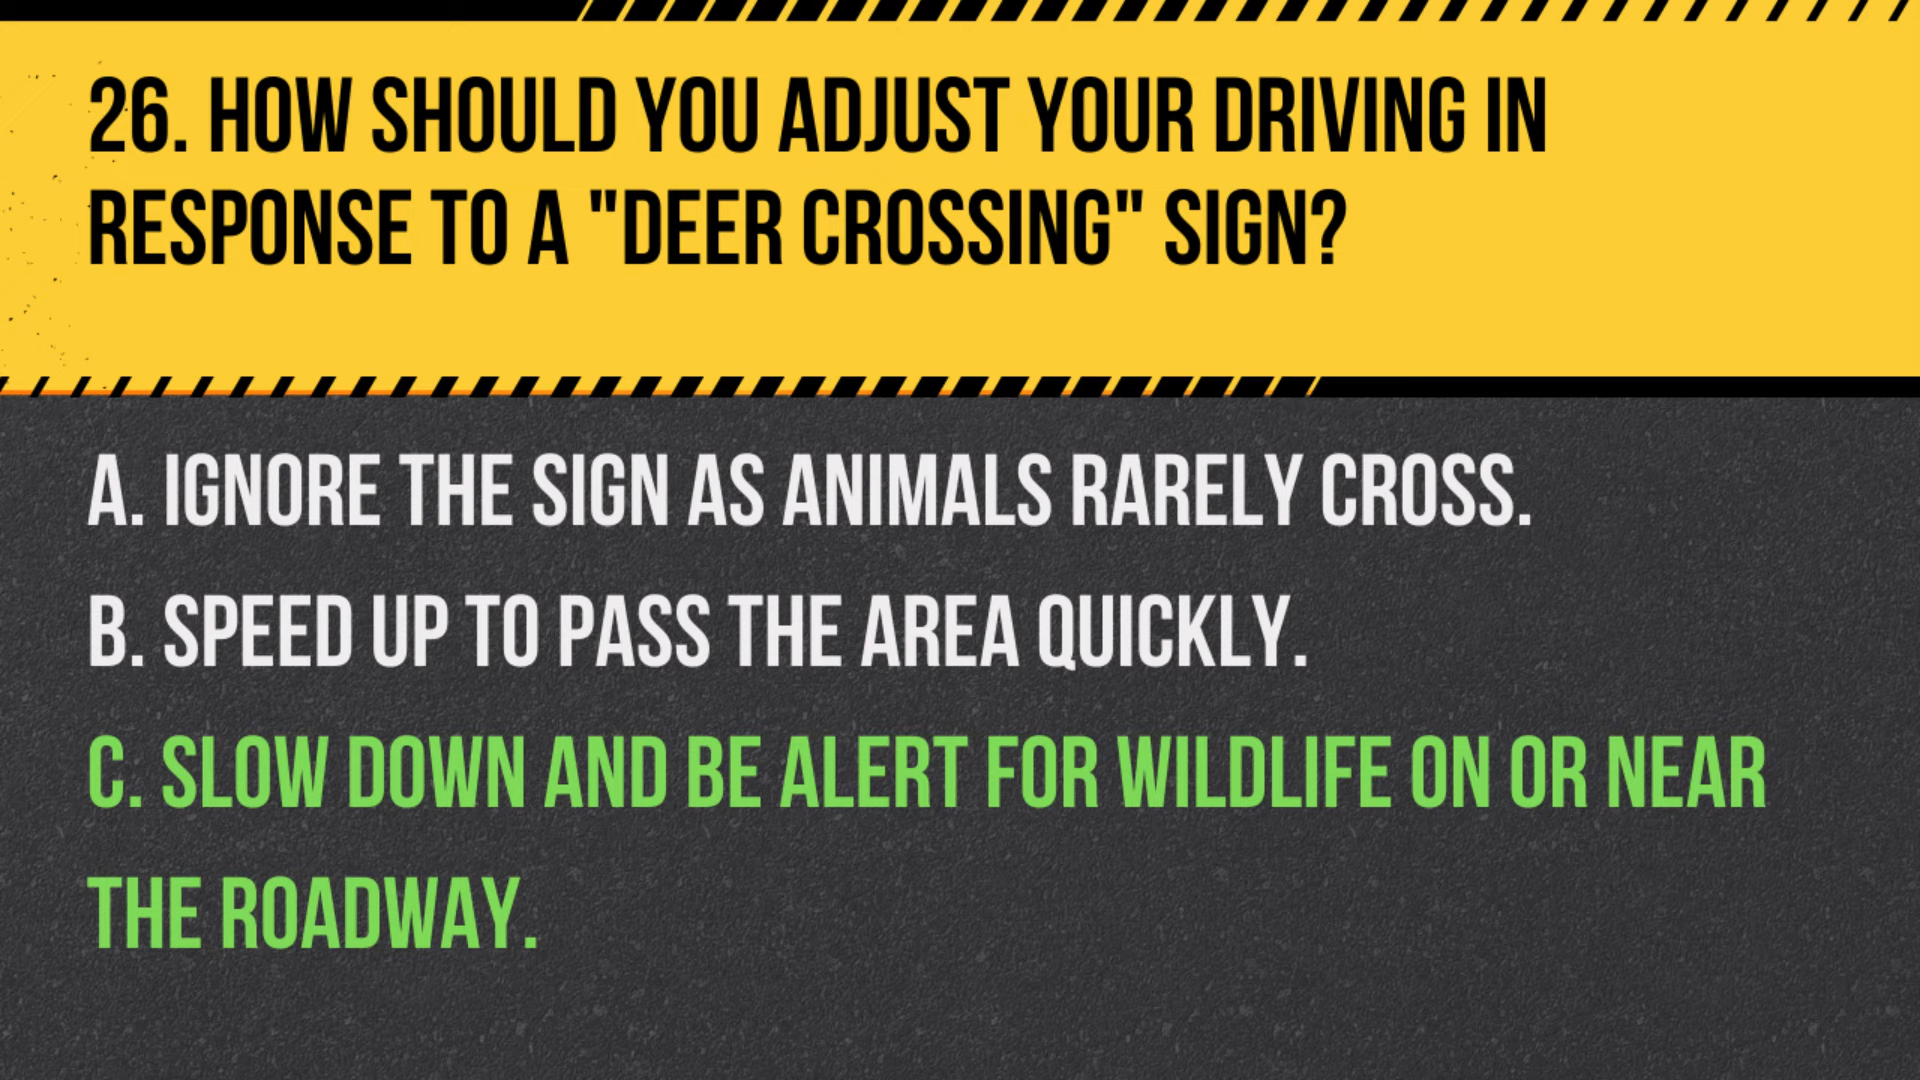 26. HOW SHOULD YOU ADJUST YOUR DRIVING IN
RESPONSE TO A "DEER CROSSING" SIGN?
A. IGNORE THE SIGN AS ANIMALS RARELY CROSS.
B. SPEED UP TO PASS THE AREA QUICKLY.
C. SLOW DOWN AND BE ALERT FOR WILDLIFE ON OR NEAR
THE ROADWAY.